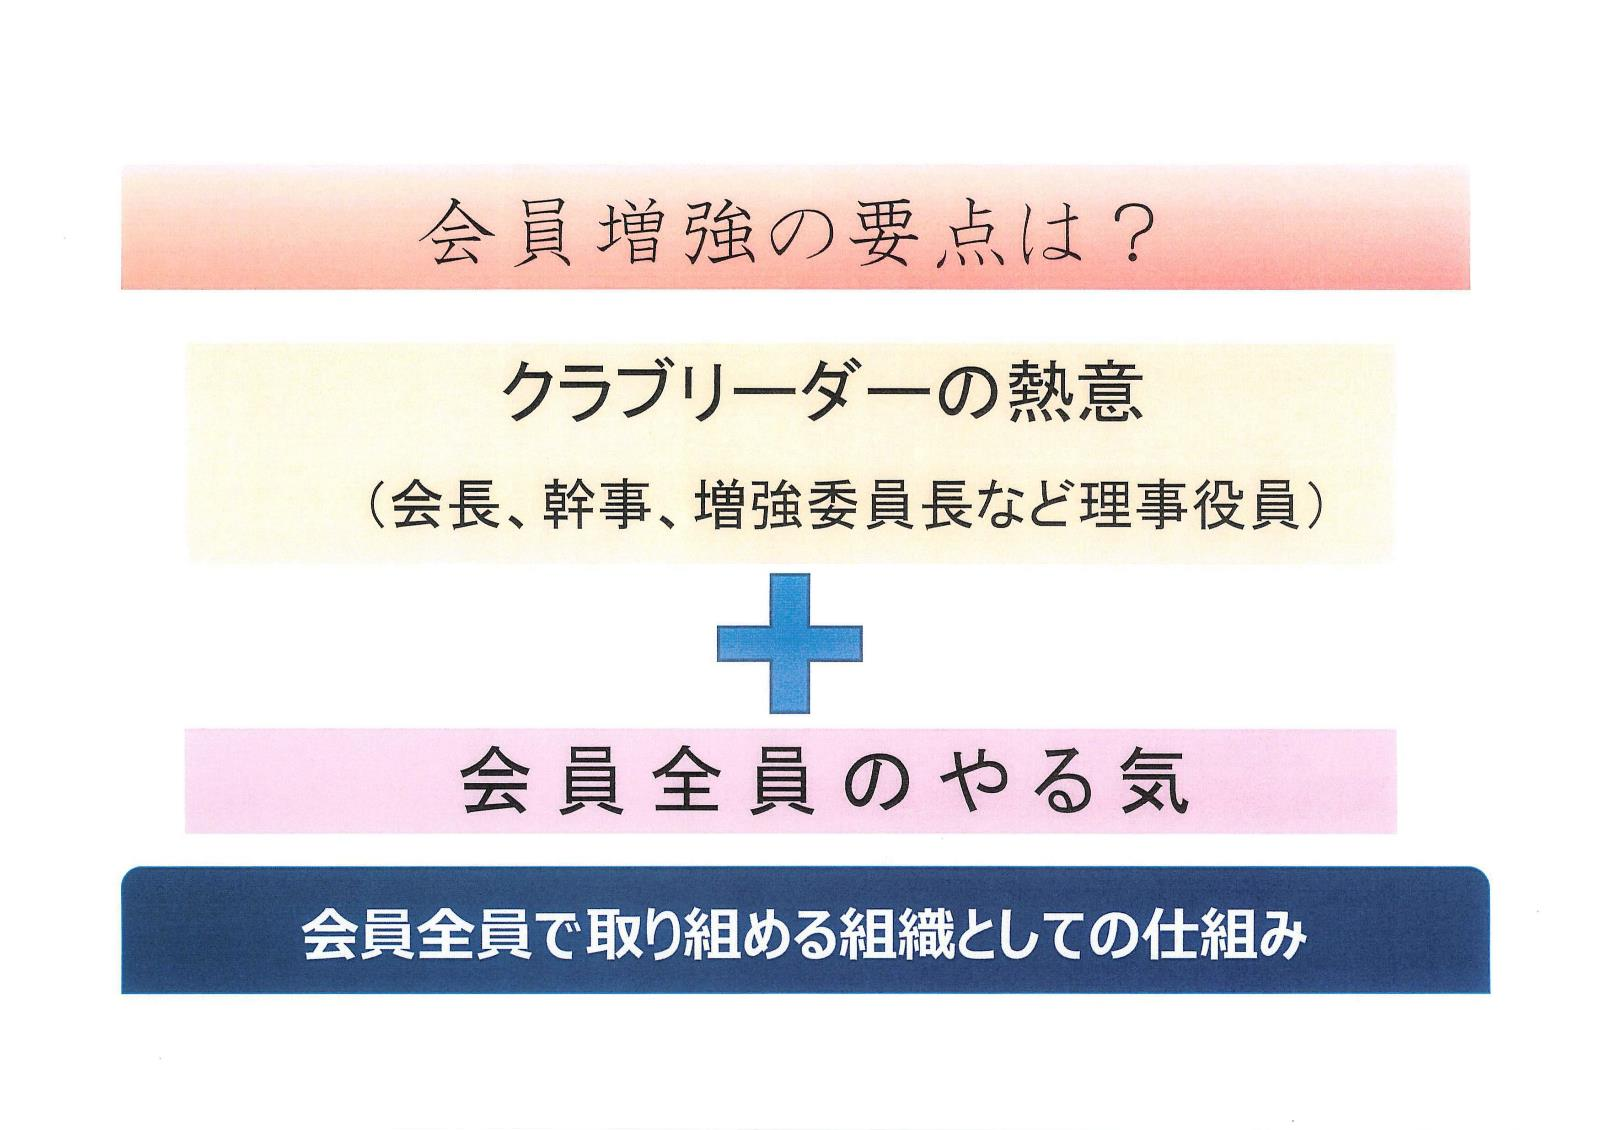 会員増強の要点は？
クラブリーダーの熱意
（会長、幹事、増強委員長など理事役員）
会員全員のやる気
会員全員で取り組める組織としての仕組み